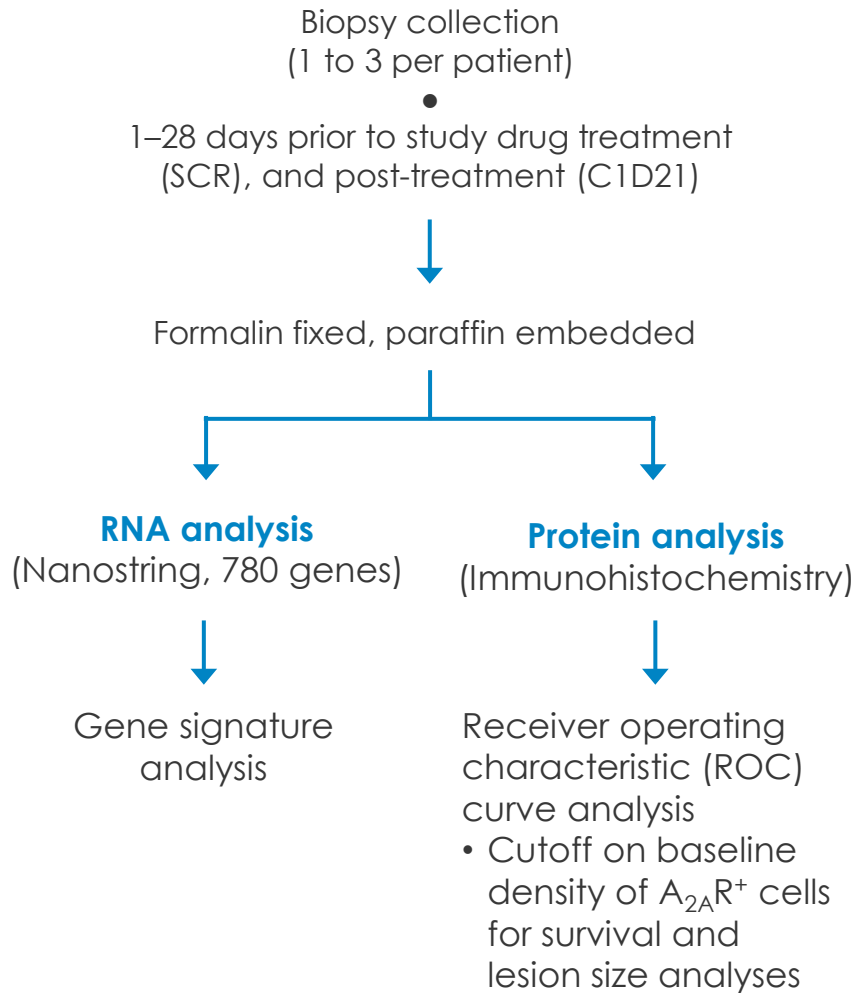 Biopsy collection
(1 to 3 per patient)
•
1–28 days prior to study drug treatment
(SCR), and post-treatment (C1D21)
Formalin fixed, paraffin embedded
RNA analysis
(Nanostring, 780 genes)
Gene signature
analysis
Protein analysis
(Immunohistochemistry)
Receiver operating
characteristic (ROC)
curve analysis
• Cutoff on baseline
density of A₂ₐR⁺ cells
for survival and
lesion size analyses